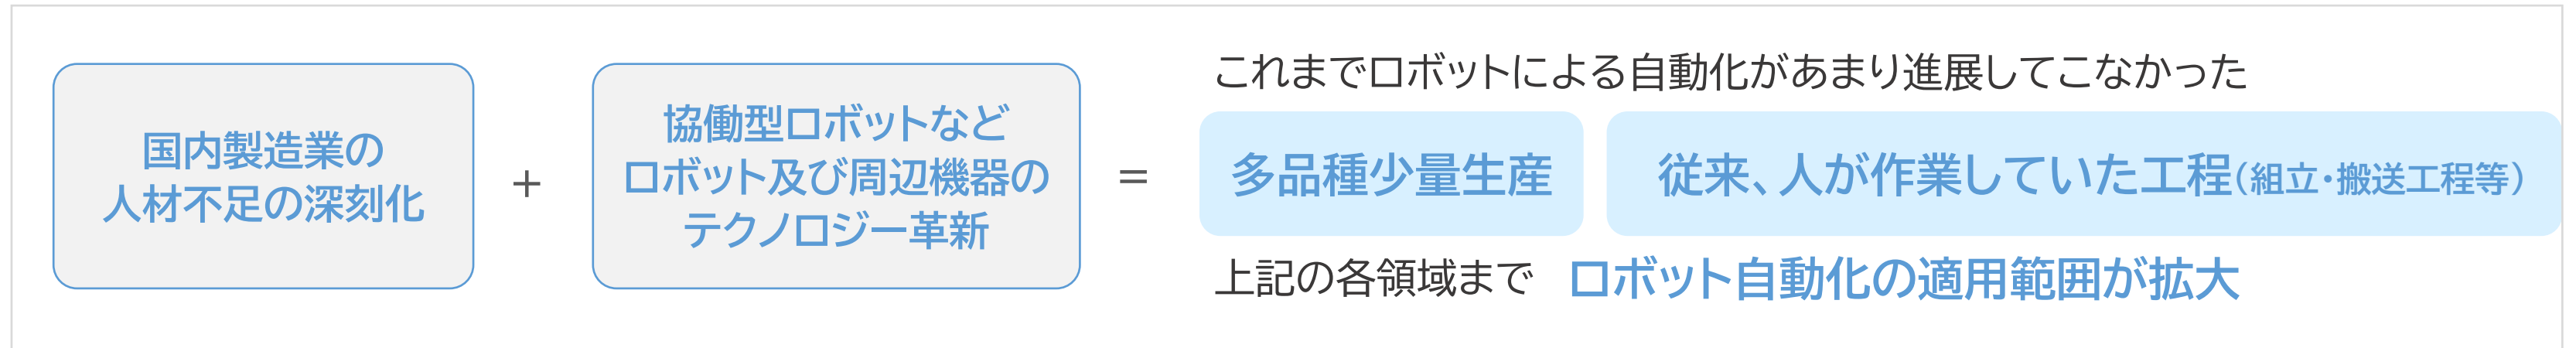 国内製造業の
人材不足の深刻化
+
協働型ロボットなど
ロボット及び周辺機器の
テクノロジー革新
=
これまでロボットによる自動化があまり進展してこなかった
多品種少量生産
従来、人が作業していた工程(組立・搬送工程等)
上記の各領域まで ロボット自動化の適用範囲が拡大